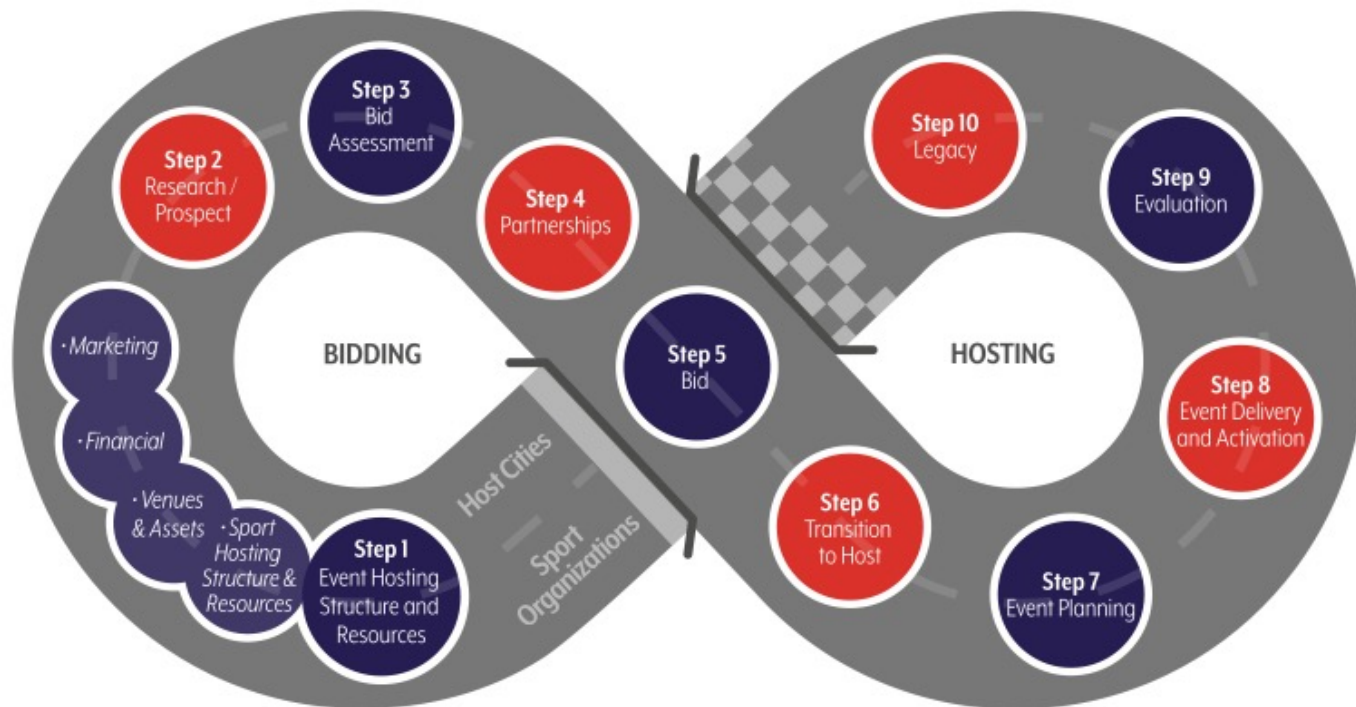 Step 1
Event Hosting
Structure and
Resources
· Sport
Hosting
Structure &
Resources
· Venues
& Assets
· Financial
· Marketing
Step 2
Research /
Prospect
Step 3
Bid
Assessment
Step 4
Partnerships
BIDDING
Host Cities
Sport
Organizations
Step 5
Bid
Step 6
Transition
to Host
Step 7
Event Planning
Step 8
Event Delivery
and Activation
Step 9
Evaluation
Step 10
Legacy
HOSTING